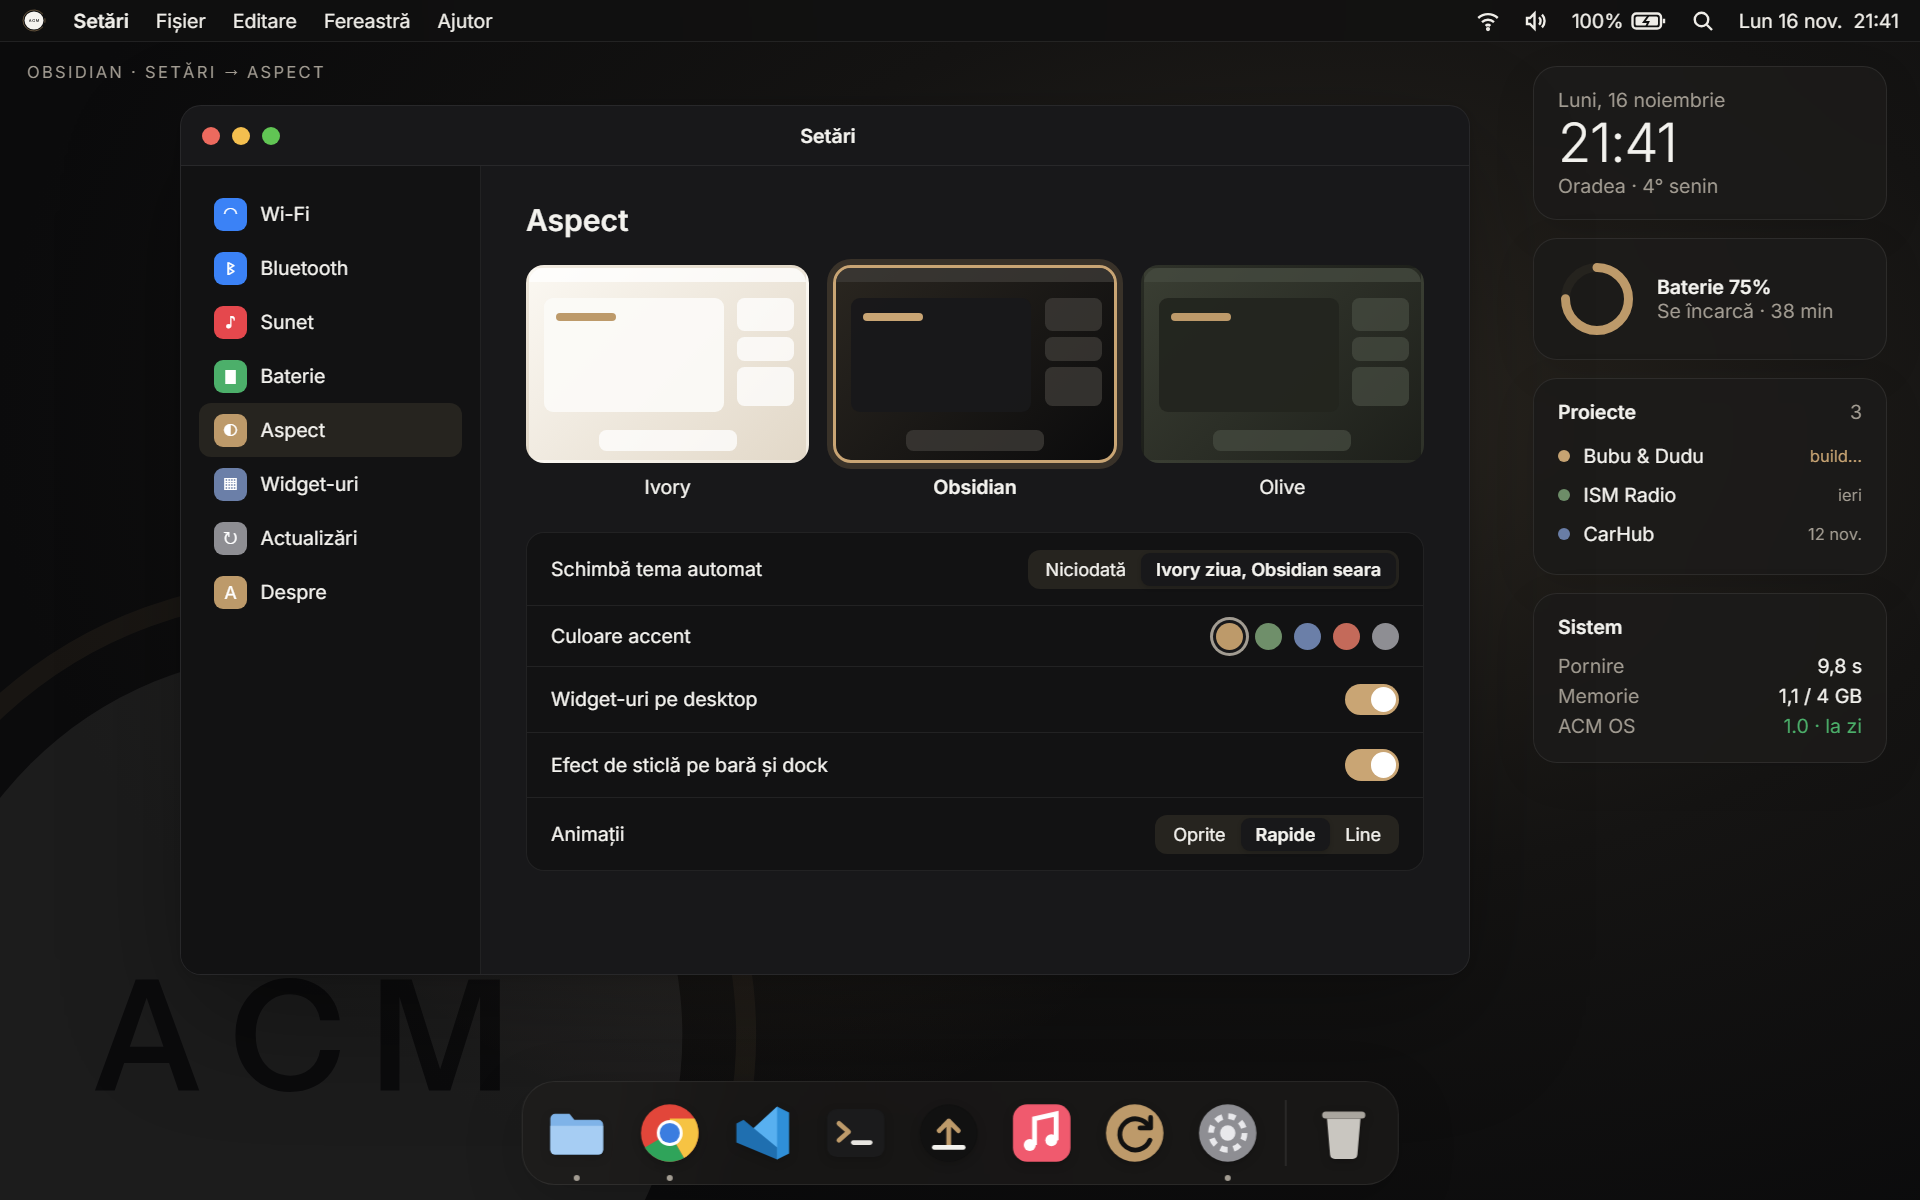 ACM Setări Fișier Editare Fereastră Ajutor 100% Lun 16 nov. 21:41
OBSIDIAN · SETĂRI → ASPECT
Setări
Wi-Fi
Bluetooth
Sunet
Baterie
Aspect
Widget-uri
Actualizări
A Despre
Aspect
Ivory
Obsidian
Olive
Schimbă tema automat Niciodată Ivory ziua, Obsidian seara
Culoare accent
Widget-uri pe desktop
Efect de sticlă pe bară și dock
Animații Oprite Rapide Line
Luni, 16 noiembrie
21:41
Oradea · 4° senin
Baterie 75%
Se încarcă · 38 min
Proiecte 3
Bubu & Dudu build...
ISM Radio ieri
CarHub 12 nov.
Sistem
Pornire 9,8 s
Memorie 1,1 / 4 GB
ACM OS 1.0 · la zi
ACM